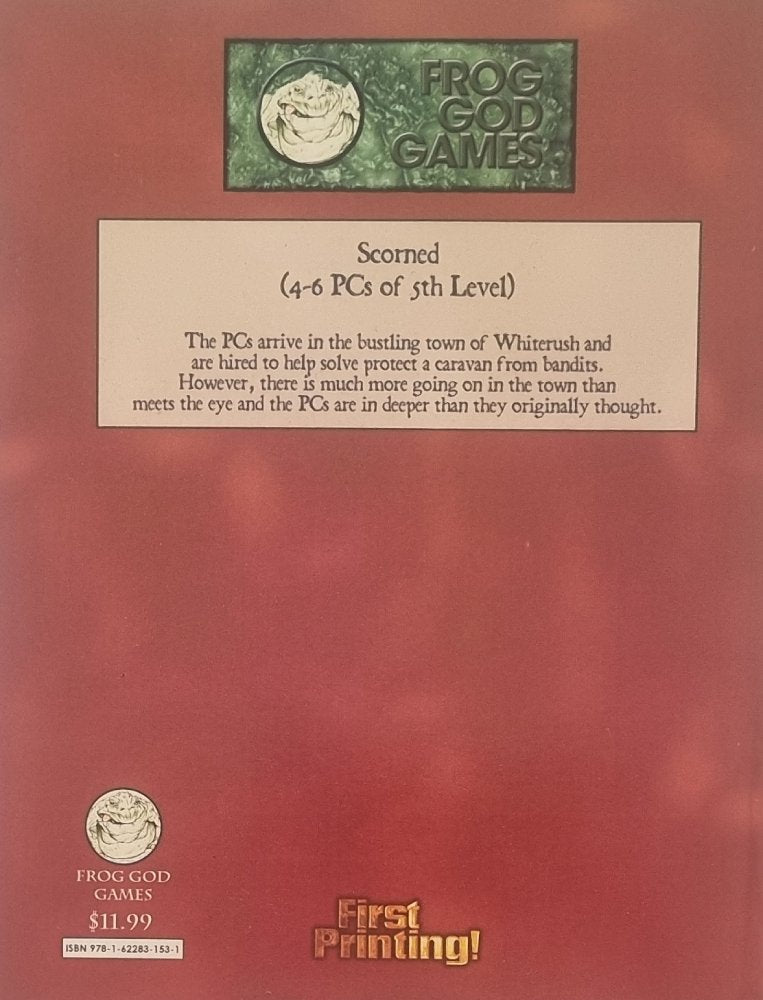 FROG
GOD
GAMES
Scorned
(4-6 PCs of 5th Level)
The PCs arrive in the bustling town of Whiterush and
are hired to help solve protect a caravan from bandits.
However, there is much more going on in the town than
meets the eye and the PCs are in deeper than they originally thought.
FROG GOD
GAMES
$11.99
ISBN 978-1-62283-153-1
First
Printing!